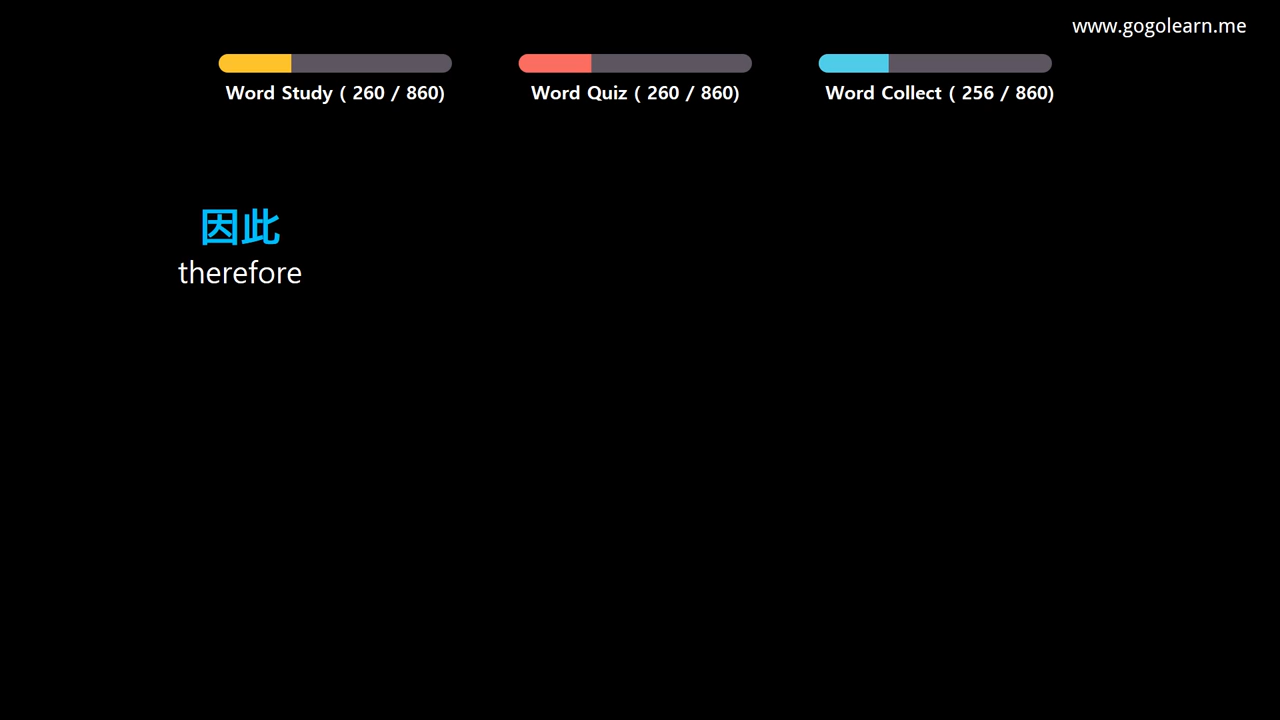 www.gogolearn.me
Word Study ( 260 / 860)
Word Quiz ( 260 / 860)
Word Collect ( 256 / 860)
因此
therefore